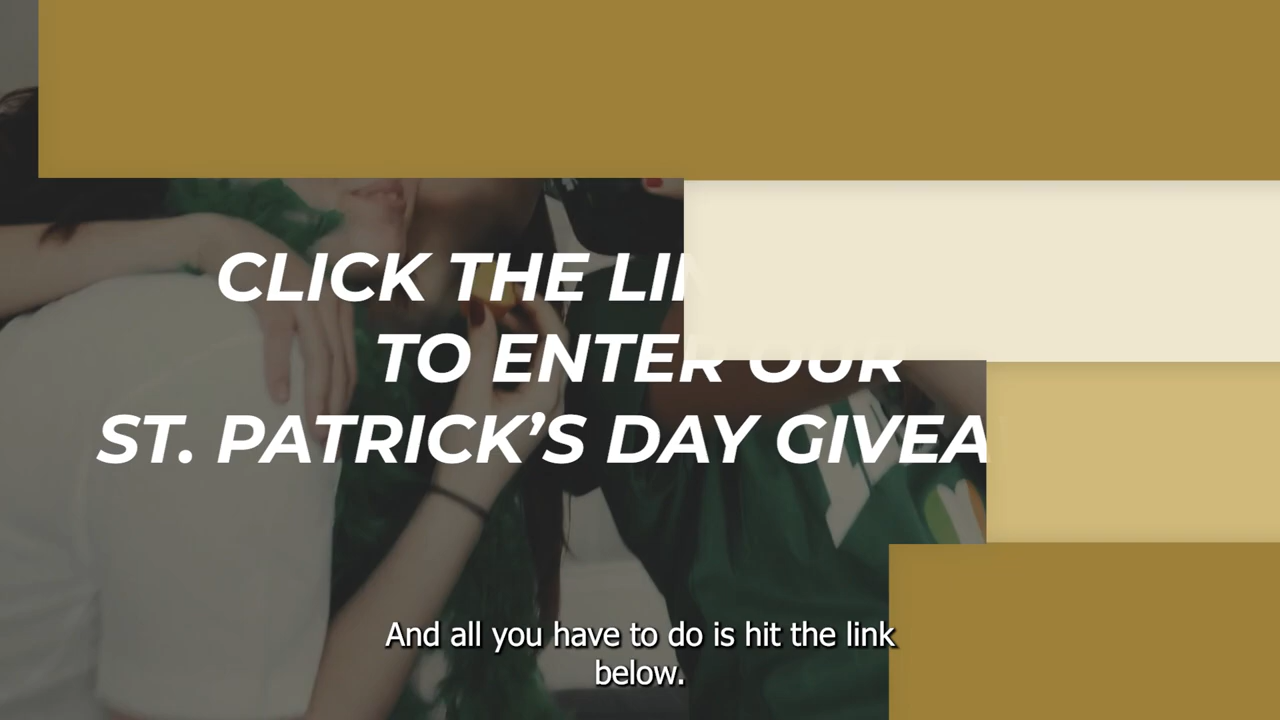 CLICK THE LIN
TO ENTER OUR
ST. PATRICK'S DAY GIVEA
And all you have to do is hit the link
below.